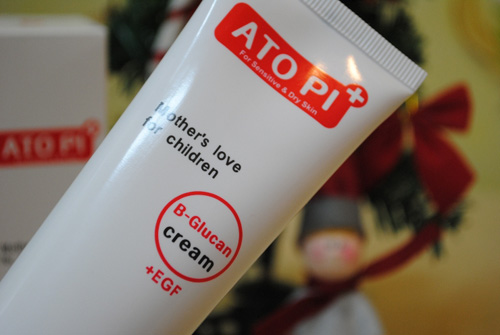 ATO PI+
For Sensitive & Dry Skin
Mother's love
for children
B-Glucan
cream
+EGF
ATO PI+